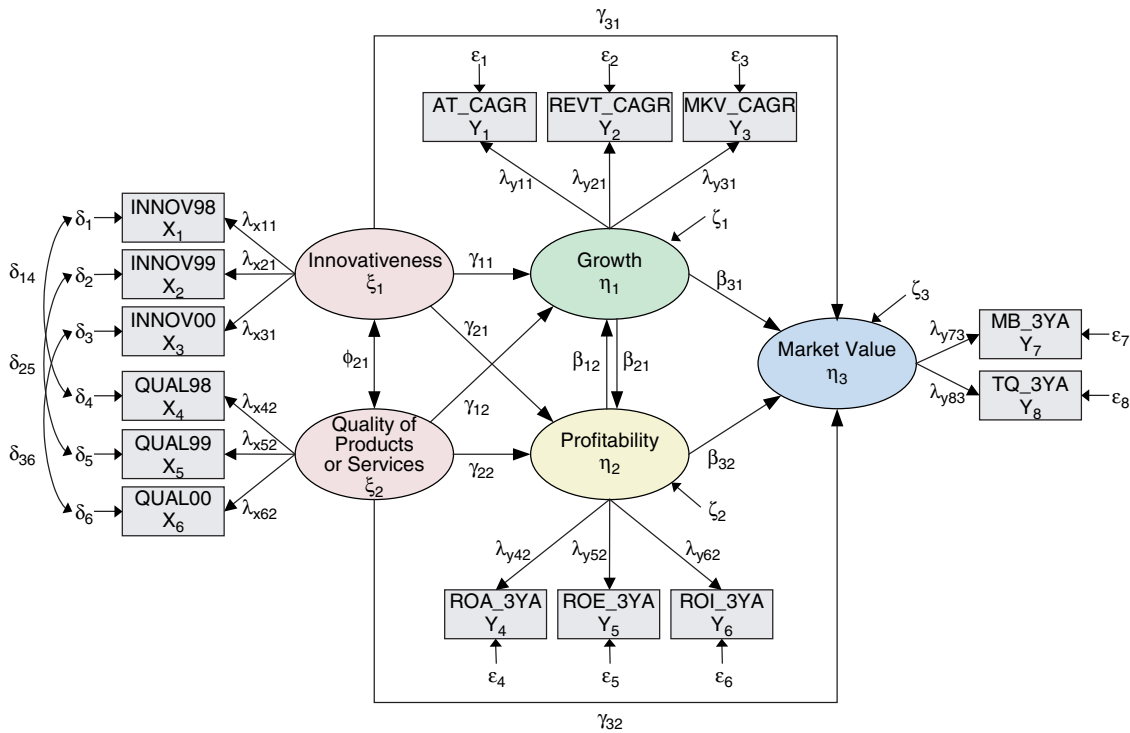 γ31
ε1
ε2
ε3
AT_CAGR
Y1
REVT_CAGR
Y2
MKV_CAGR
Y3
λy11
λy21
λy31
δ1
INNOV98
X1
λx11
δ14
δ2
INNOV99
X2
λx21
δ3
INNOV00
X3
λx31
Innovativeness
ξ1
γ11
Growth
η1
ζ1
β31
γ21
ϕ21
β12
β21
γ12
δ25
ζ3
Market Value
η3
λy73
MB_3YA
Y7
ε7
λy83
TQ_3YA
Y8
ε8
δ4
QUAL98
X4
λx42
δ36
δ5
QUAL99
X5
λx52
δ6
QUAL00
X6
λx62
Quality of
Products
or Services
ξ2
γ22
Profitability
η2
β32
ζ2
λy42
λy52
λy62
ROA_3YA
Y4
ROE_3YA
Y5
ROI_3YA
Y6
ε4
ε5
ε6
γ32